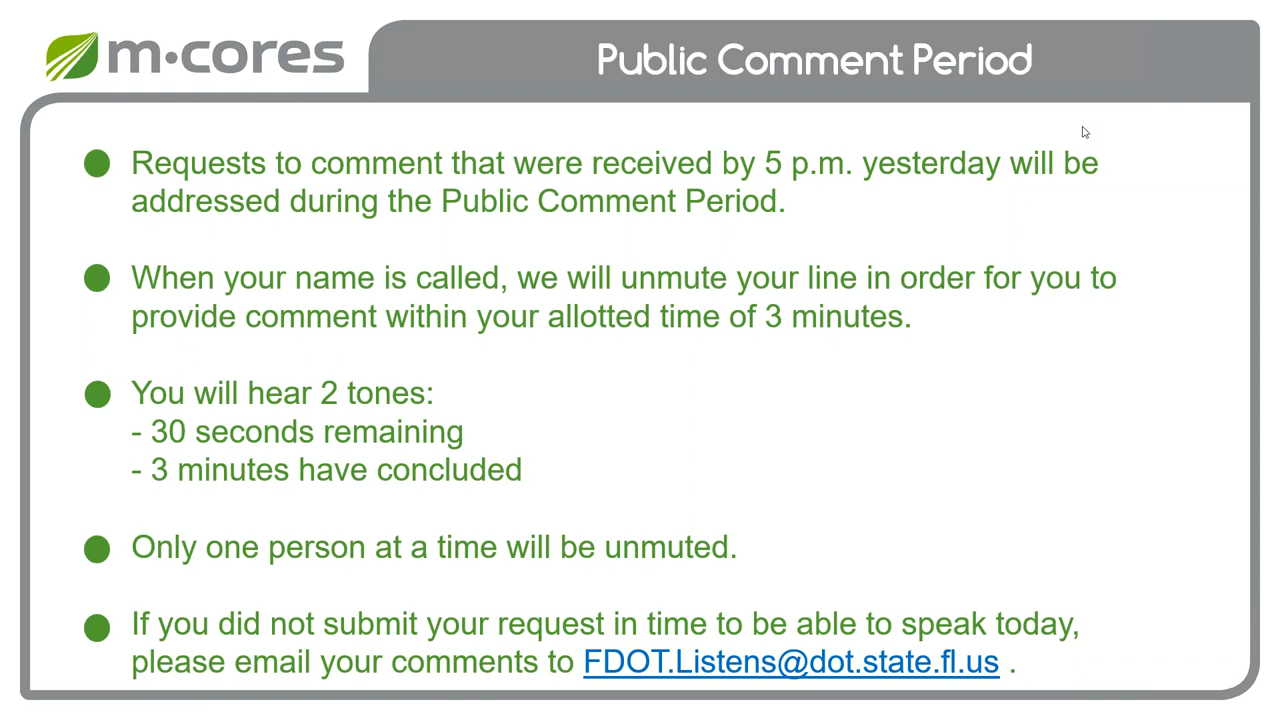 m·cores
Public Comment Period
● Requests to comment that were received by 5 p.m. yesterday will be
addressed during the Public Comment Period.
● When your name is called, we will unmute your line in order for you to
provide comment within your allotted time of 3 minutes.
● You will hear 2 tones:
- 30 seconds remaining
- 3 minutes have concluded
● Only one person at a time will be unmuted.
● If you did not submit your request in time to be able to speak today,
please email your comments to FDOT.Listens@dot.state.fl.us .